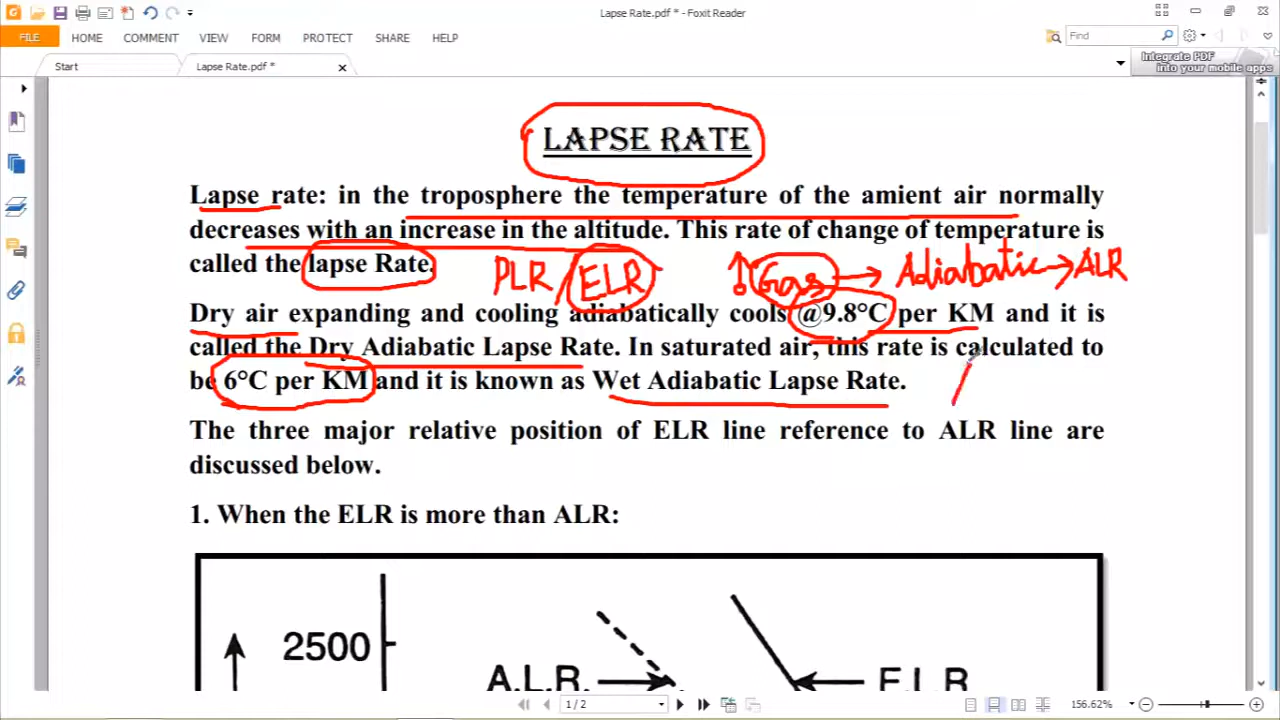 Lapse Rate.pdf * - Foxit Reader
FILE HOME COMMENT VIEW FORM PROTECT SHARE HELP
Find
Start
Lapse Rate.pdf *
Integrate PDF
into your mobile apps
LAPSE RATE
Lapse rate: in the troposphere the temperature of the amient air normally
decreases with an increase in the altitude. This rate of change of temperature is
called the lapse Rate.
PLR/ELR
Gas → Adiabatic → ALR
Dry air expanding and cooling adiabatically cools @9.8°C per KM and it is
called the Dry Adiabatic Lapse Rate. In saturated air, this rate is calculated to
be 6°C per KM and it is known as Wet Adiabatic Lapse Rate.
The three major relative position of ELR line reference to ALR line are
discussed below.
1. When the ELR is more than ALR:
2500
A.L.R.
E.L.R
1 / 2
156.62%